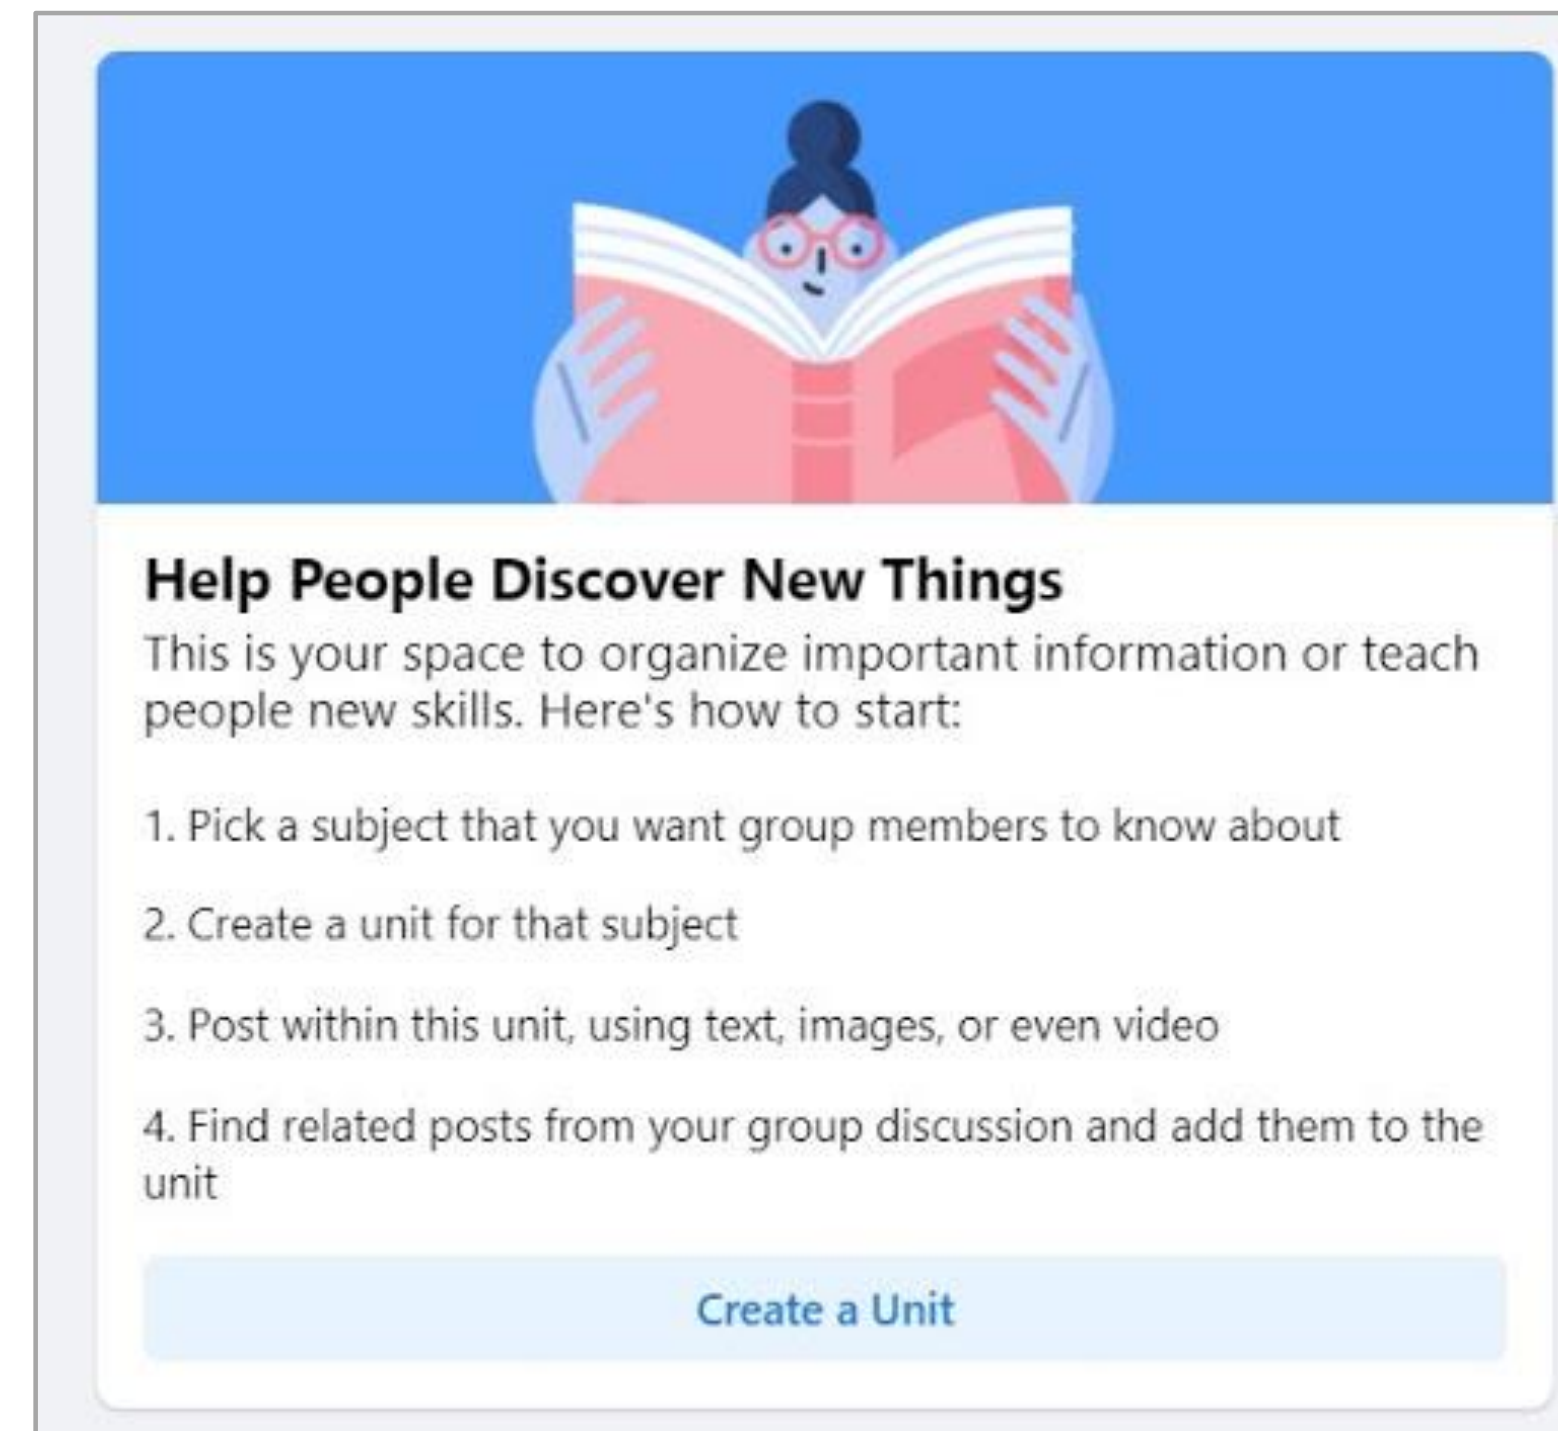 Help People Discover New Things
This is your space to organize important information or teach
people new skills. Here's how to start:
1. Pick a subject that you want group members to know about
2. Create a unit for that subject
3. Post within this unit, using text, images, or even video
4. Find related posts from your group discussion and add them to the
unit
Create a Unit